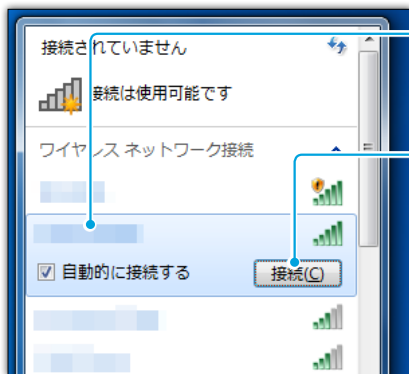 接続されていません
接続は使用可能です
ワイヤレス ネットワーク接続
自動的に接続する
接続(C)